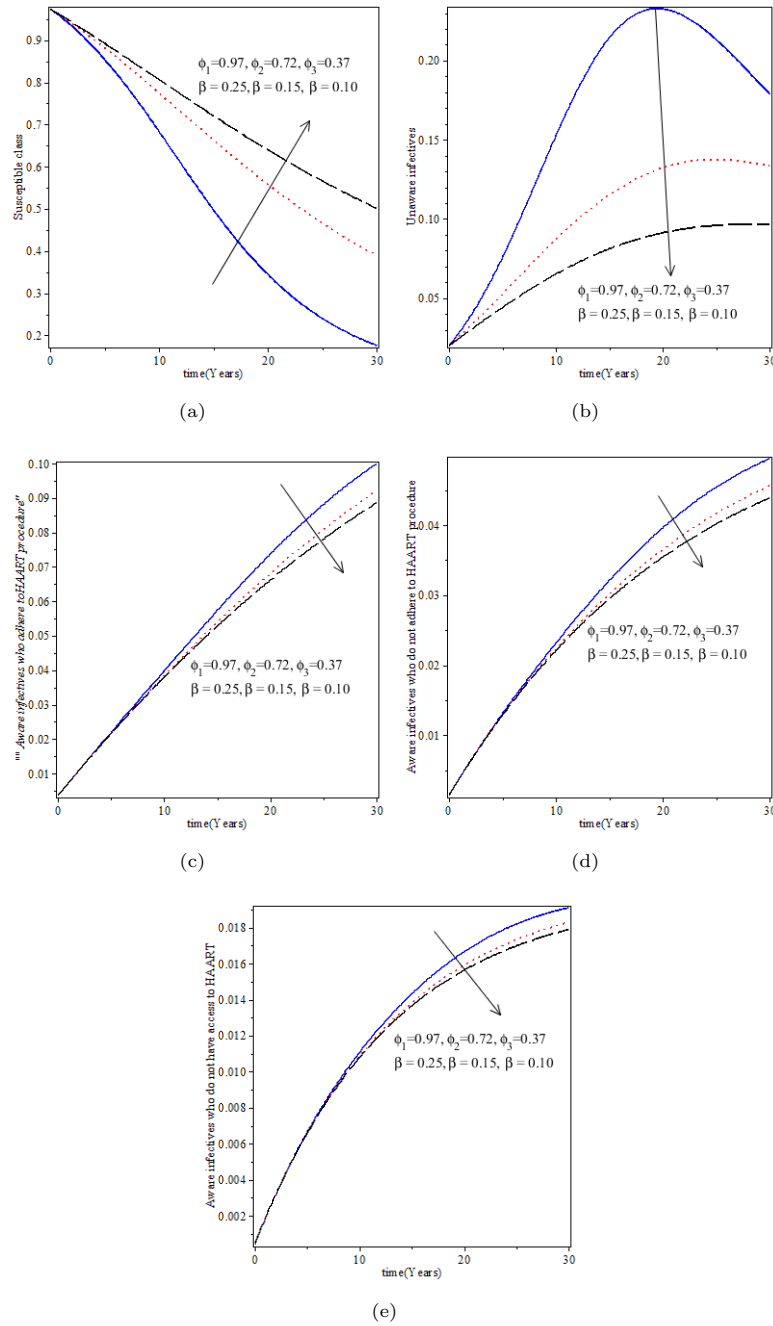 0.9
0.8
0.7
0.6
0.5
0.4
0.3
0.2
Susceptible class
ϕ1=0.97, ϕ2=0.72, ϕ3=0.37
β = 0.25, β = 0.15, β = 0.10
0 10 20 30
time(Years)
(a)
0.20
0.15
0.10
0.05
Unaware infectives
ϕ1=0.97, ϕ2=0.72, ϕ3=0.37
β = 0.25, β = 0.15, β = 0.10
0 10 20 30
time(Years)
(b)
0.10
0.09
0.08
0.07
0.06
0.05
0.04
0.03
0.02
0.01
"" Aware infectives who adhere toHAART procedure"
ϕ1=0.97, ϕ2=0.72, ϕ3=0.37
β = 0.25, β = 0.15, β = 0.10
0 10 20 30
time(Years)
(c)
0.04
0.03
0.02
0.01
Aware infectives who do not adhere to HAART procedure
ϕ1=0.97, ϕ2=0.72, ϕ3=0.37
β = 0.25, β = 0.15, β = 0.10
0 10 20 30
time(Years)
(d)
0.018
0.016
0.014
0.012
0.010
0.008
0.006
0.004
0.002
Aware infectives who do not have access to HAART
ϕ1=0.97, ϕ2=0.72, ϕ3=0.37
β = 0.25, β = 0.15, β = 0.10
0 10 20 30
time(Years)
(e)